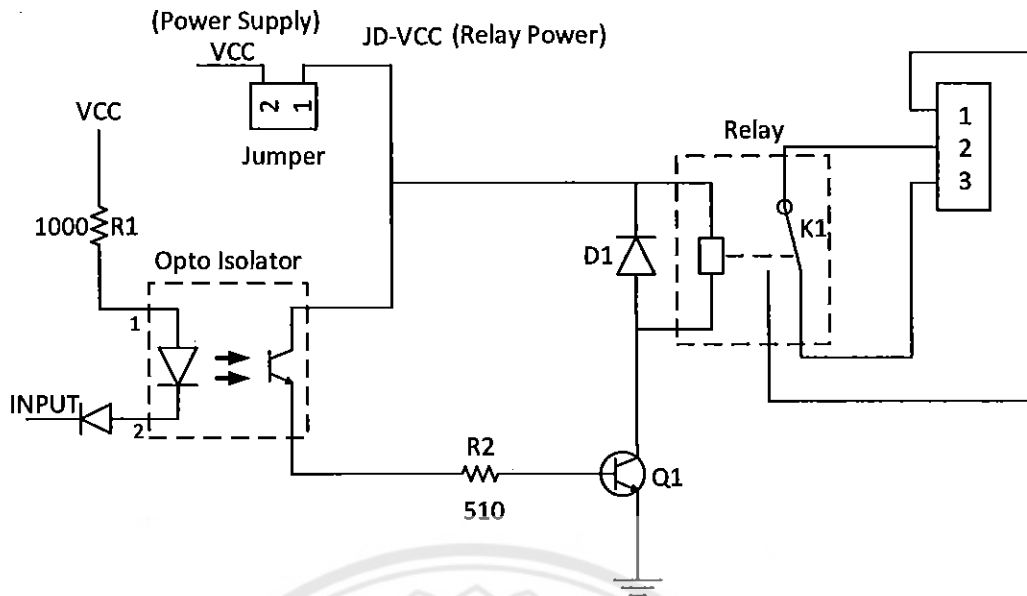 (Power Supply)
VCC
JD-VCC (Relay Power)
2 1
Jumper
VCC
1000 R1
Opto Isolator
1
2
INPUT
R2
510
Q1
D1
Relay
K1
1
2
3